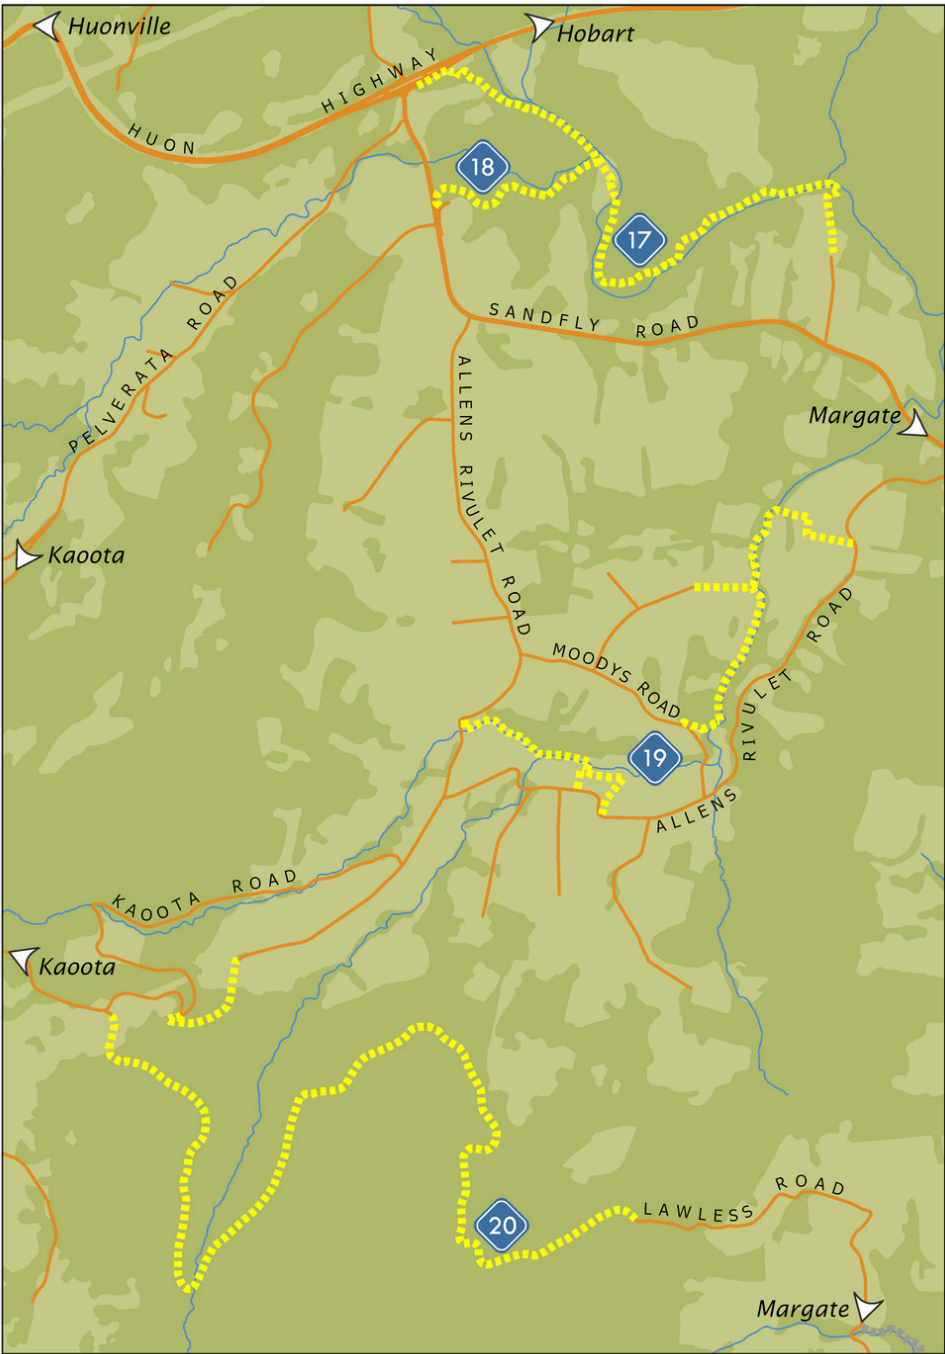 Huonville
Hobart
HUON HIGHWAY
18
17
PELVERATA ROAD
SANDFLY ROAD
ALLENS RIVULET ROAD
Margate
Kaoota
MOODYS ROAD
ALLENS RIVULET ROAD
19
KAOOTA ROAD
Kaoota
20
LAWLESS ROAD
Margate